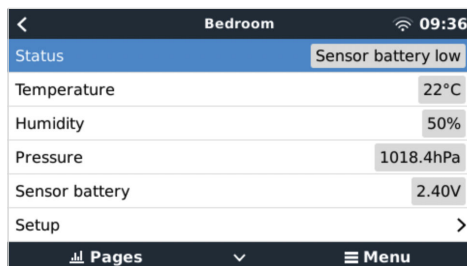 Bedroom 09:36
Status Sensor battery low
Temperature 22°C
Humidity 50%
Pressure 1018.4hPa
Sensor battery 2.40V
Setup
Pages Menu